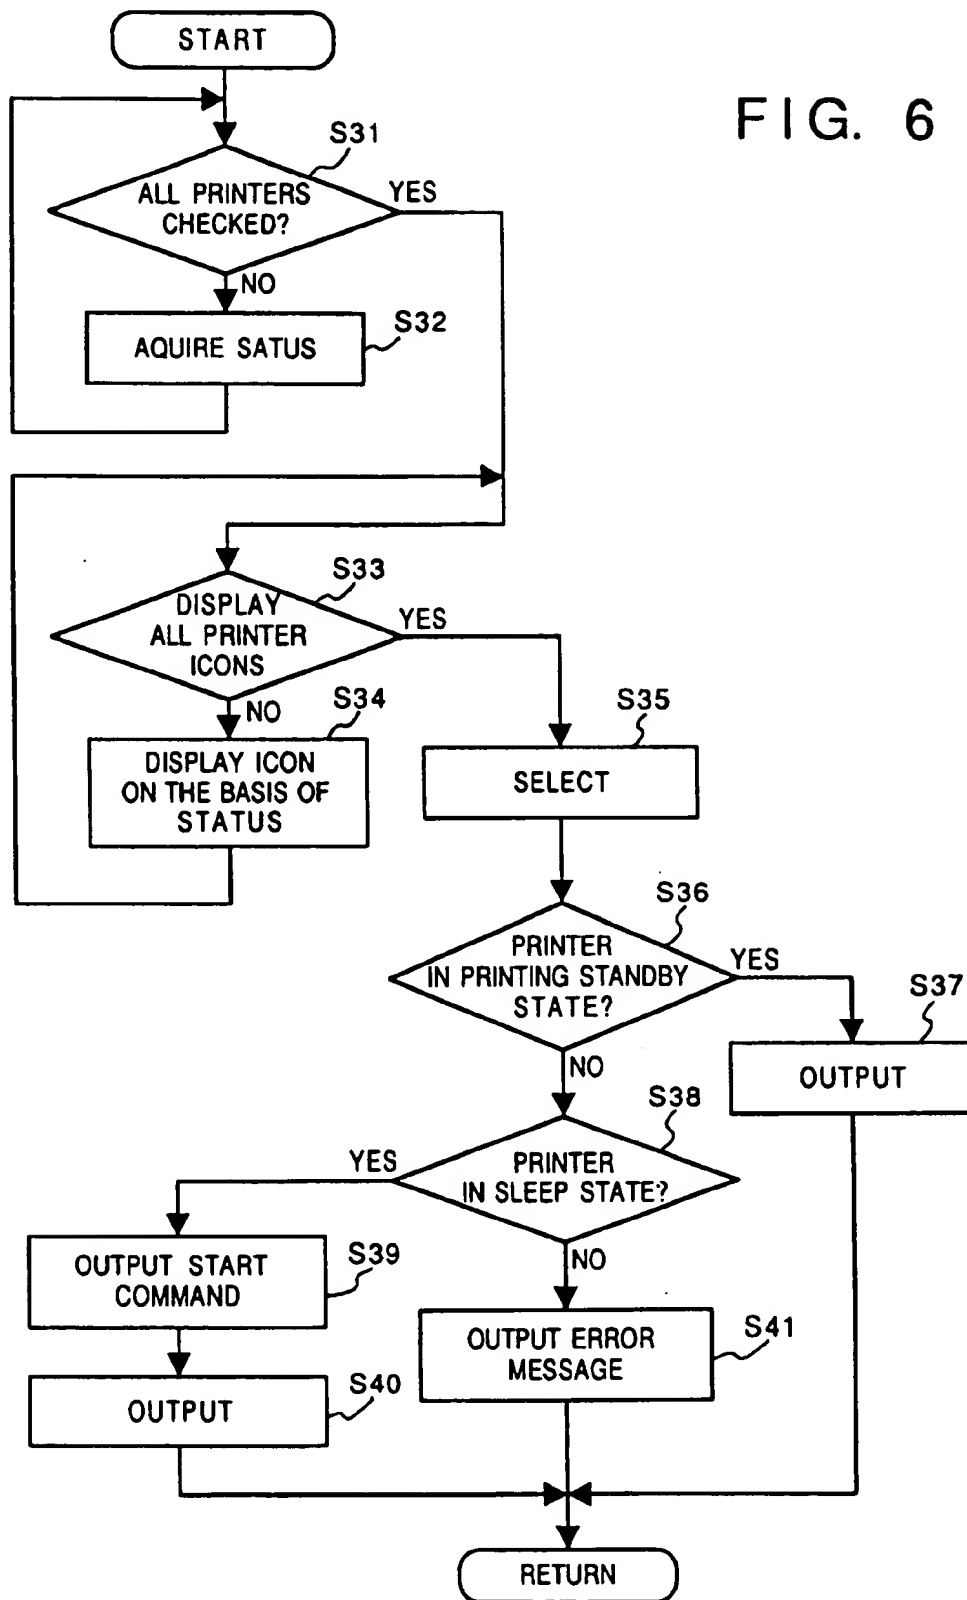 START
FIG. 6
S31
ALL PRINTERS
CHECKED?
YES
NO
S32
AQUIRE SATUS
S33
DISPLAY
ALL PRINTER
ICONS
YES
NO
S34
DISPLAY ICON
ON THE BASIS OF
STATUS
S35
SELECT
S36
PRINTER
IN PRINTING STANDBY
STATE?
YES
NO
S37
OUTPUT
S38
PRINTER
IN SLEEP STATE?
YES
NO
S39
OUTPUT START
COMMAND
S40
OUTPUT
S41
OUTPUT ERROR
MESSAGE
RETURN